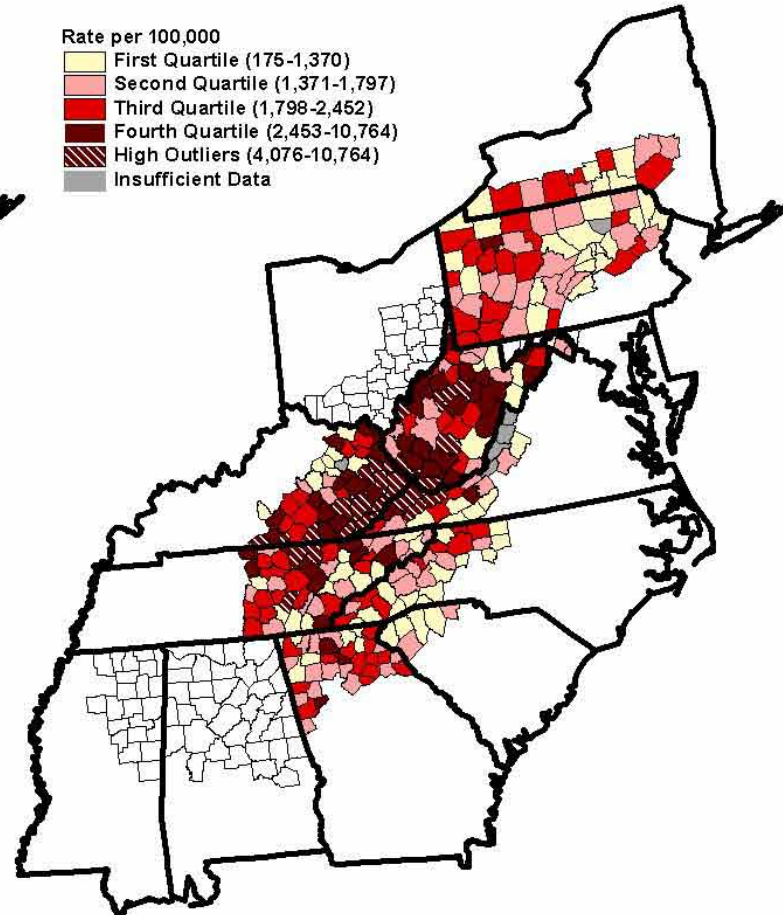 Rate per 100,000
First Quartile (175-1,370)
Second Quartile (1,371-1,797)
Third Quartile (1,798-2,452)
Fourth Quartile (2,453-10,764)
High Outliers (4,076-10,764)
Insufficient Data